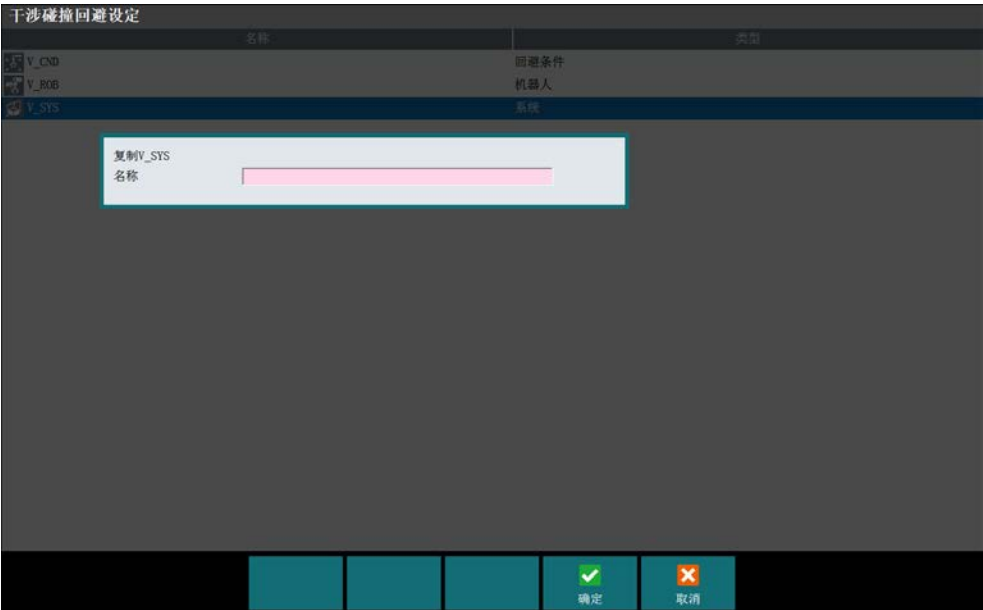 干涉碰撞回避设定
名称 类型
V_CND 回避条件
V_ROB 机器人
V_SYS 系统
复制V_SYS
名称
确定 取消